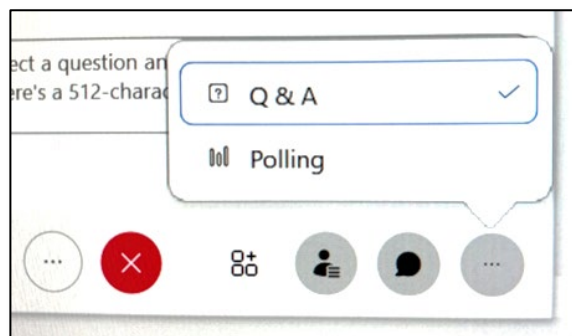 ect a question an
ere's a 512-charac
Q & A
Polling